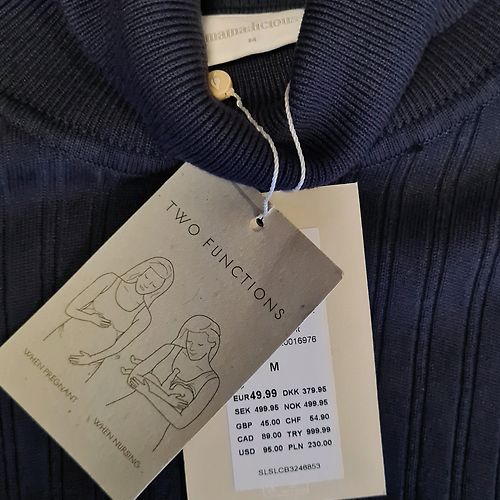 mamalicious
M
TWO FUNCTIONS
WHEN PREGNANT
WHEN NURSING
0016976
M
EUR 49.99 DKK 379.95
SEK 499.95 NOK 499.95
GBP 45.00 CHF 54.90
CAD 89.00 TRY 999.99
USD 95.00 PLN 230.00
SLSLCB3246853